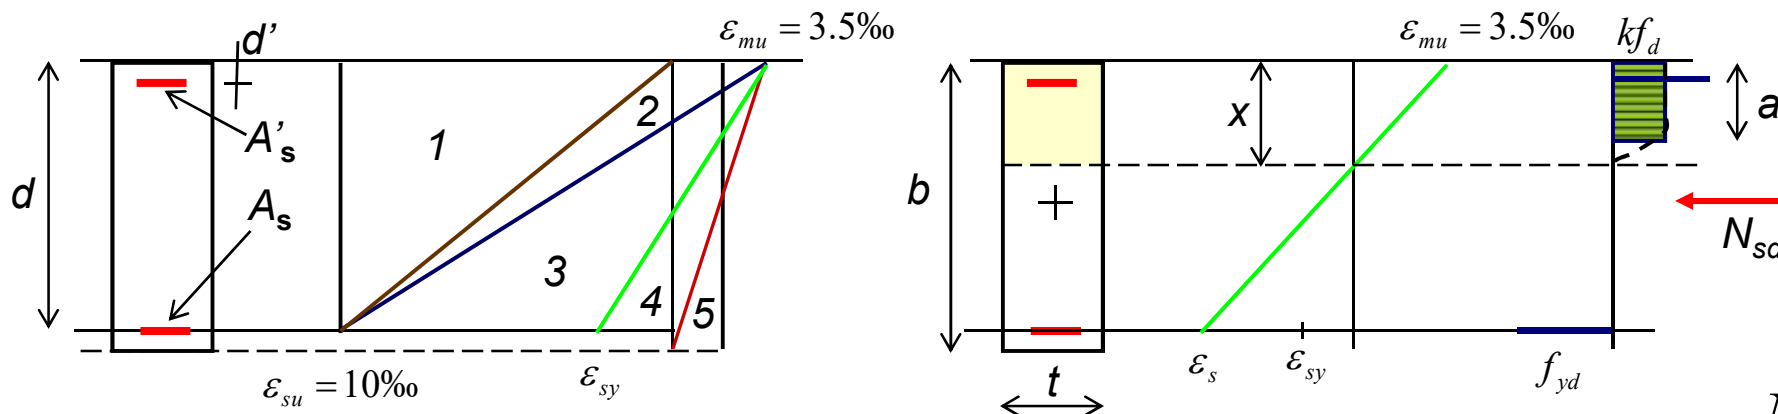 d'
ε_mu = 3.5‰
ε_mu = 3.5‰
kf_d
2
1
A'_s
x
a
d
A_s
b
3
4
5
N_sd
ε_su = 10‰
ε_sy
ε_s
ε_sy
f_yd
t